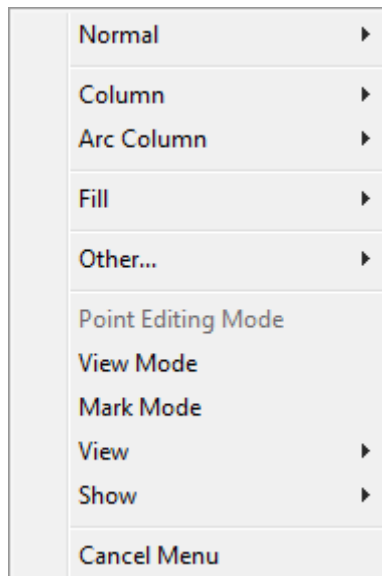 Normal
Column
Arc Column
Fill
Other...
Point Editing Mode
View Mode
Mark Mode
View
Show
Cancel Menu